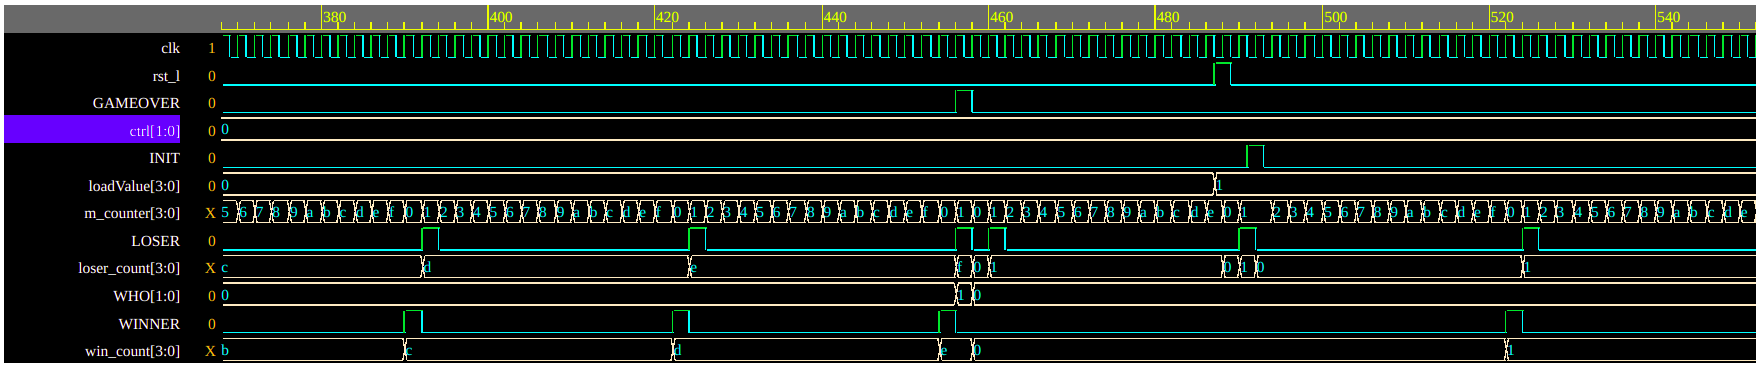 380 400 420 440 460 480 500 520 540
clk 1
rst_l 0
GAMEOVER 0
ctrl[1:0] 0 0
INIT 0
loadValue[3:0] 0 0 1
m_counter[3:0] X 5 6 7 8 9 a b c d e f 0 1 2 3 4 5 6 7 8 9 a b c d e f 0 1 2 3 4 5 6 7 8 9 a b c d e f 0 1 0 1 2 3 4 5 6 7 8 9 a b c d e 0 1 2 3 4 5 6 7 8 9 a b c d e f 0 1 2 3 4 5 6 7 8 9 a b c d e
LOSER 0
loser_count[3:0] X c d e f 0 1 0 1 0 1
WHO[1:0] 0 0 1 0
WINNER 0
win_count[3:0] X b c d e 0 1